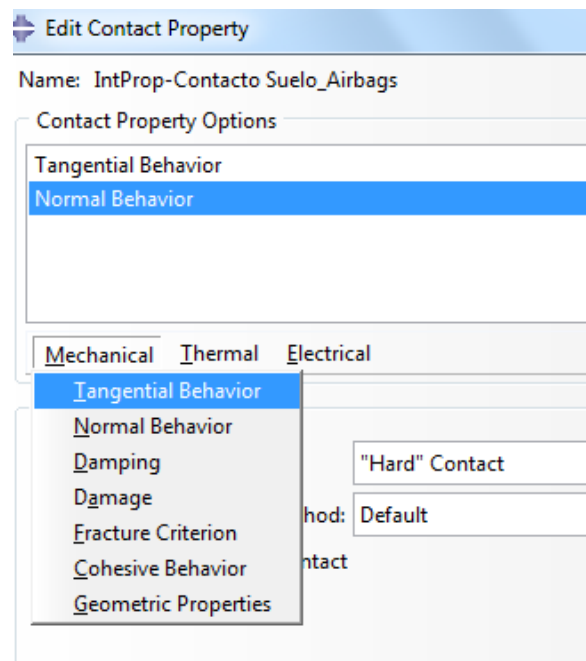 Edit Contact Property
Name: IntProp-Contacto Suelo_Airbags
Contact Property Options
Tangential Behavior
Normal Behavior
Mechanical Thermal Electrical
Tangential Behavior
Normal Behavior
Damping
"Hard" Contact
Damage
hod: Default
Fracture Criterion
ntact
Cohesive Behavior
Geometric Properties